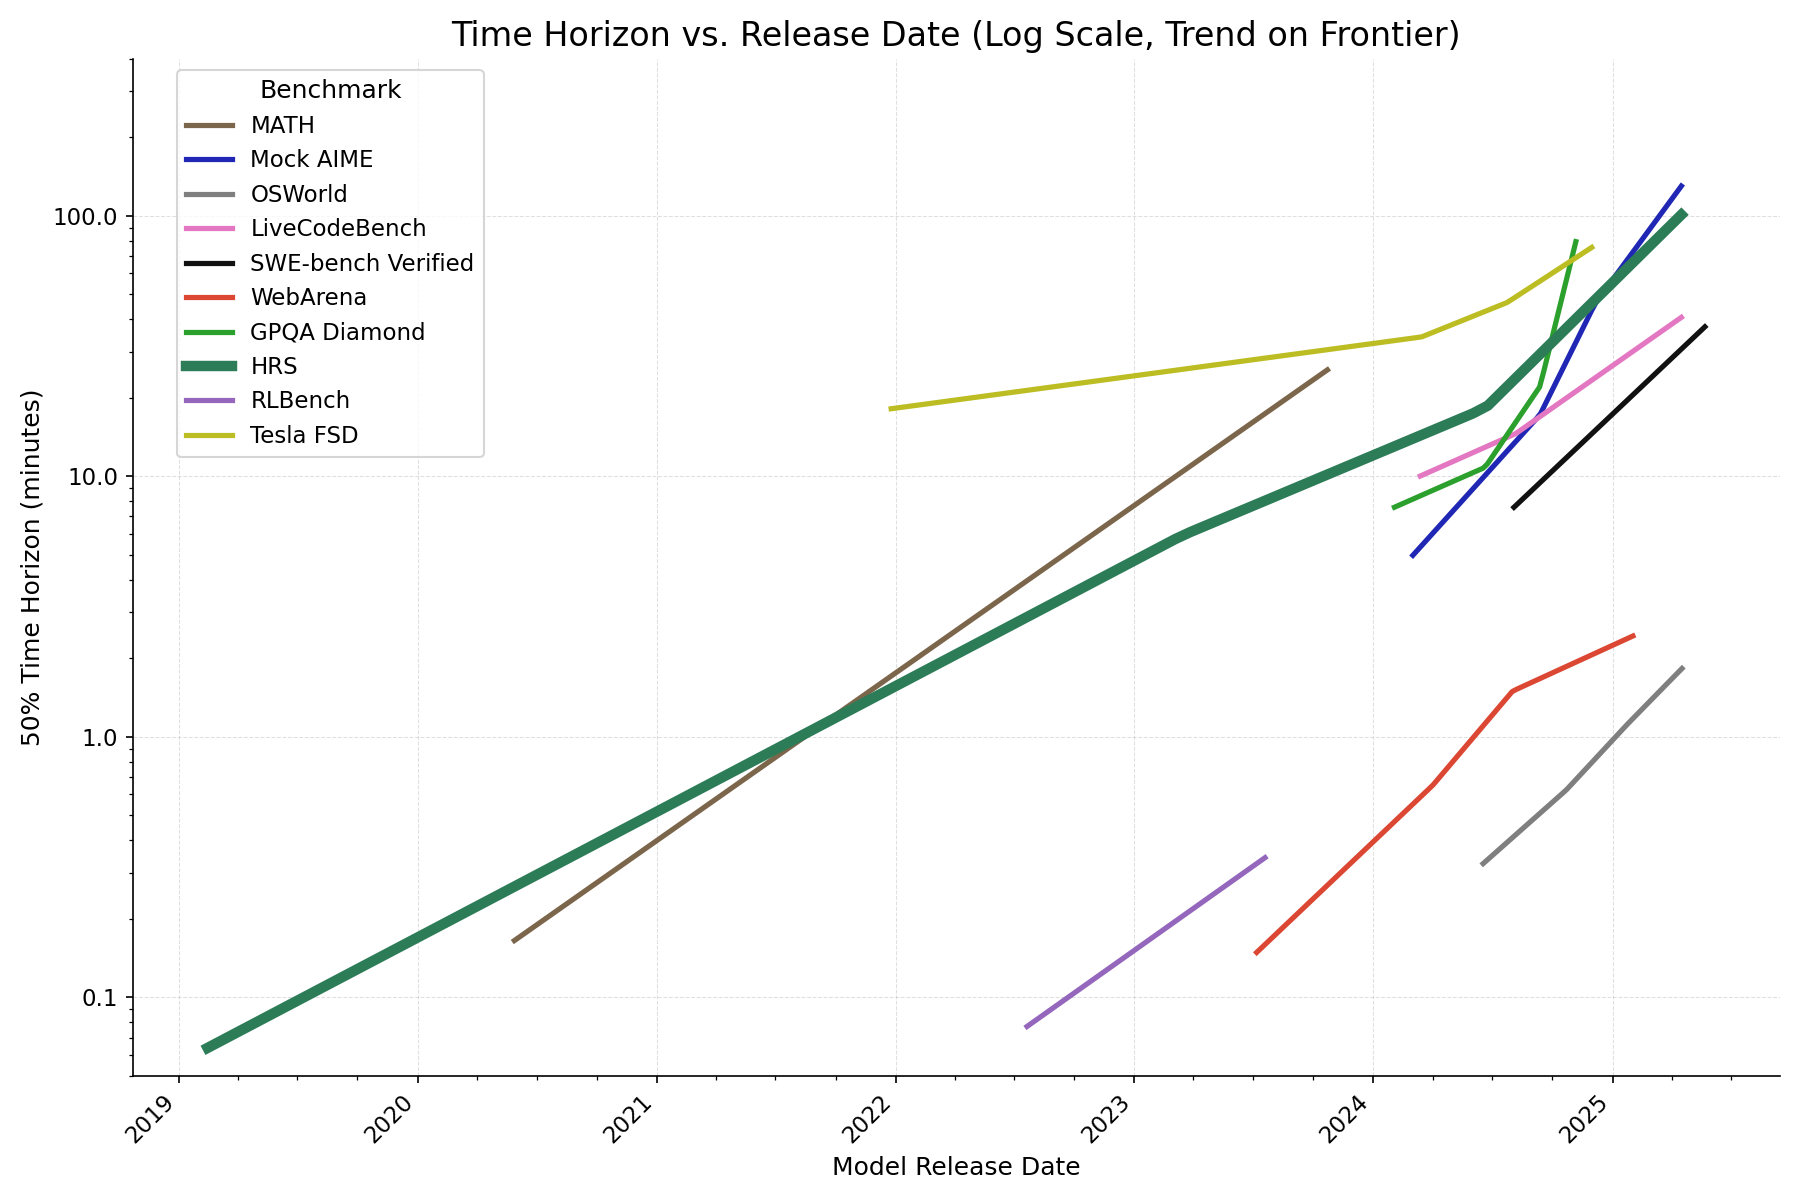 Time Horizon vs. Release Date (Log Scale, Trend on Frontier)
Benchmark
MATH
Mock AIME
OSWorld
LiveCodeBench
SWE-bench Verified
WebArena
GPQA Diamond
HRS
RLBench
Tesla FSD
50% Time Horizon (minutes)
100.0
10.0
1.0
0.1
2019
2020
2021
2022
2023
2024
2025
Model Release Date